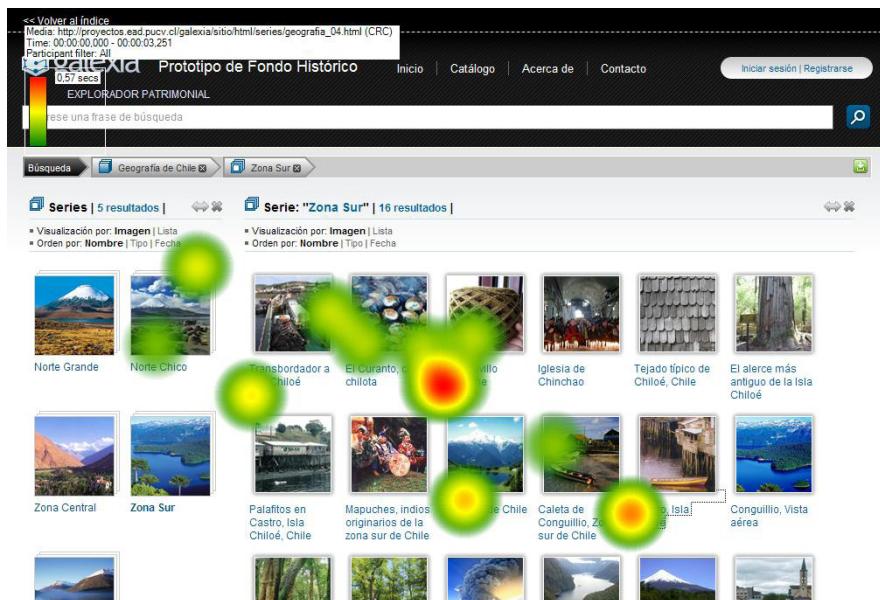 << Volver al índice
Media: http://proyectos.ead.pucv.cl/galexia/sitio/html/series/geografia_04.html (CRC)
Time: 00:00:00,000 - 00:00:03,251
Participant filter: All
0,57 secs
galexia Prototipo de Fondo Histórico
Inicio | Catálogo | Acerca de | Contacto
Iniciar sesión | Registrarse
EXPLORADOR PATRIMONIAL
rese una frase de búsqueda
Búsqueda Geografía de Chile Zona Sur
Series | 5 resultados |
Visualización por: Imagen | Lista
Orden por: Nombre | Tipo | Fecha
Serie: "Zona Sur" | 16 resultados |
Visualización por: Imagen | Lista
Orden por: Nombre | Tipo | Fecha
Norte Grande
Norte Chico
Zona Central
Zona Sur
Transbordador a
Chiloé
El Curanto,
chilota
Iglesia de
Chinchao
Tejado típico de
Chiloé, Chile
El alerce más
antiguo de la Isla
Chiloé
Palafitos en
Castro, Isla
Chiloé, Chile
Mapuches, indios
originarios de la
zona sur de Chile
de Chile
Caleta de
Conguillio,
sur de Chile
Isla
Conguillio, Vista
aérea